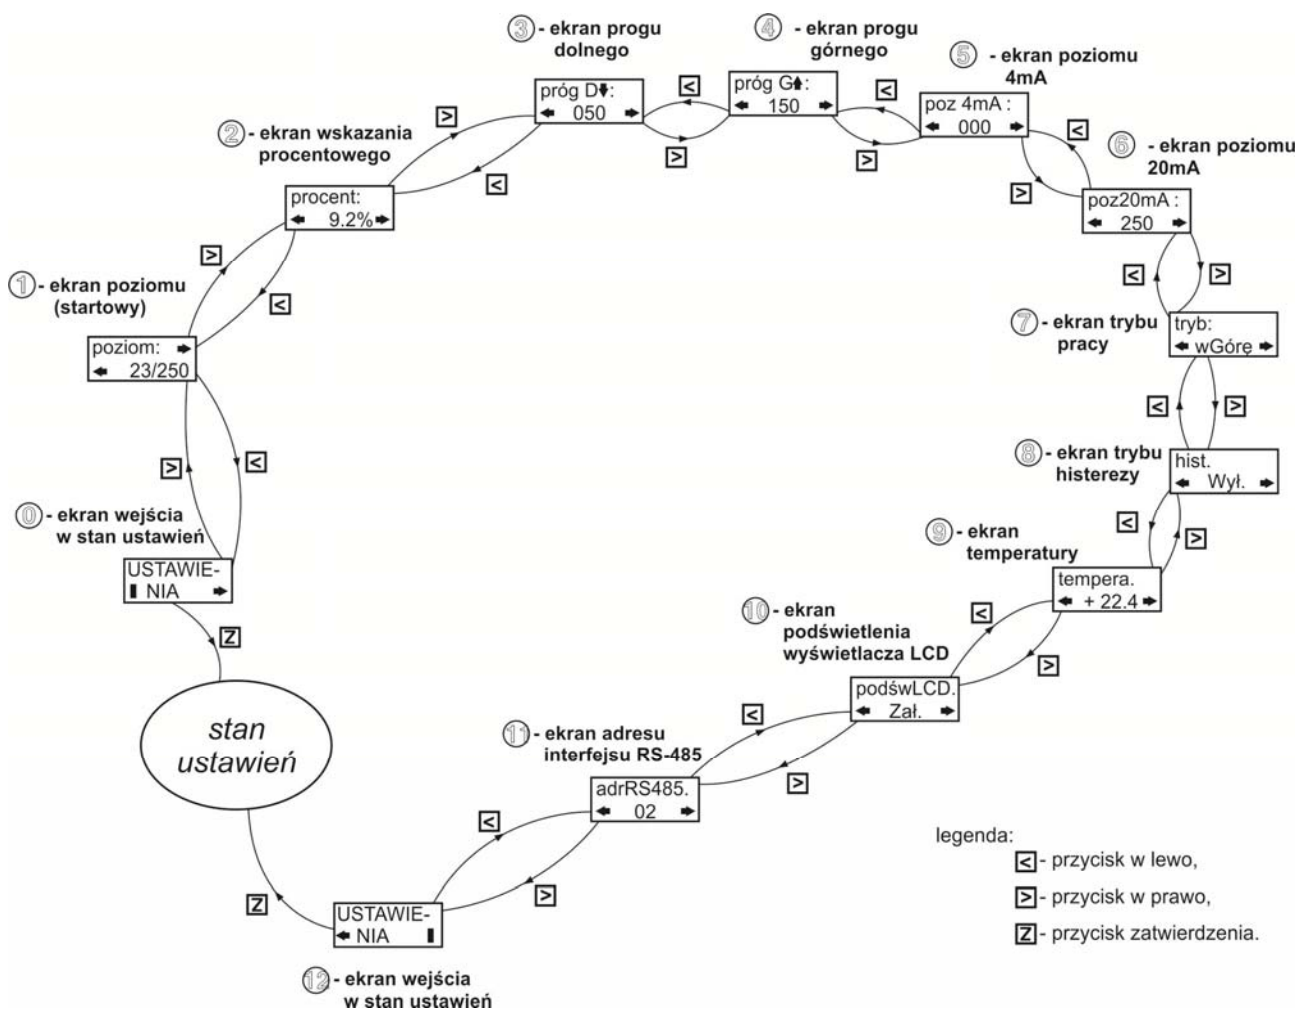 ③ - ekran progu
dolnego
④ - ekran progu
górnego
⑤ - ekran poziomu
4mA
próg D🡇:
🡄 050 🡆
próg G🡅:
🡄 150 🡆
poz 4mA :
🡄 000 🡆
<
>
<
>
<
>
② - ekran wskazania
procentowego
>
<
⑥ - ekran poziomu
20mA
<
>
procent:
🡄 9.2% 🡆
poz20mA :
🡄 250 🡆
① - ekran poziomu
(startowy)
>
<
<
>
poziom: 🡆
🡄 23/250
⑦ - ekran trybu
pracy
tryb:
🡄 wGórę 🡆
>
<
<
>
⑧ - ekran trybu
histerezy
hist.
🡄 Wył. 🡆
⓪ - ekran wejścia
w stan ustawień
USTAWIE-
▮ NIA 🡆
⑨ - ekran
temperatury
<
>
tempera.
🡄 + 22.4 🡆
Z
⑩ - ekran
podświetlenia
wyświetlacza LCD
<
>
podśwLCD.
🡄 Zał. 🡆
stan
ustawień
⑪ - ekran adresu
interfejsu RS-485
<
>
adrRS485.
🡄 02 🡆
<
>
Z
USTAWIE-
🡄 NIA ▮
⑫ - ekran wejścia
w stan ustawień
legenda:
< - przycisk w lewo,
> - przycisk w prawo,
Z - przycisk zatwierdzenia.